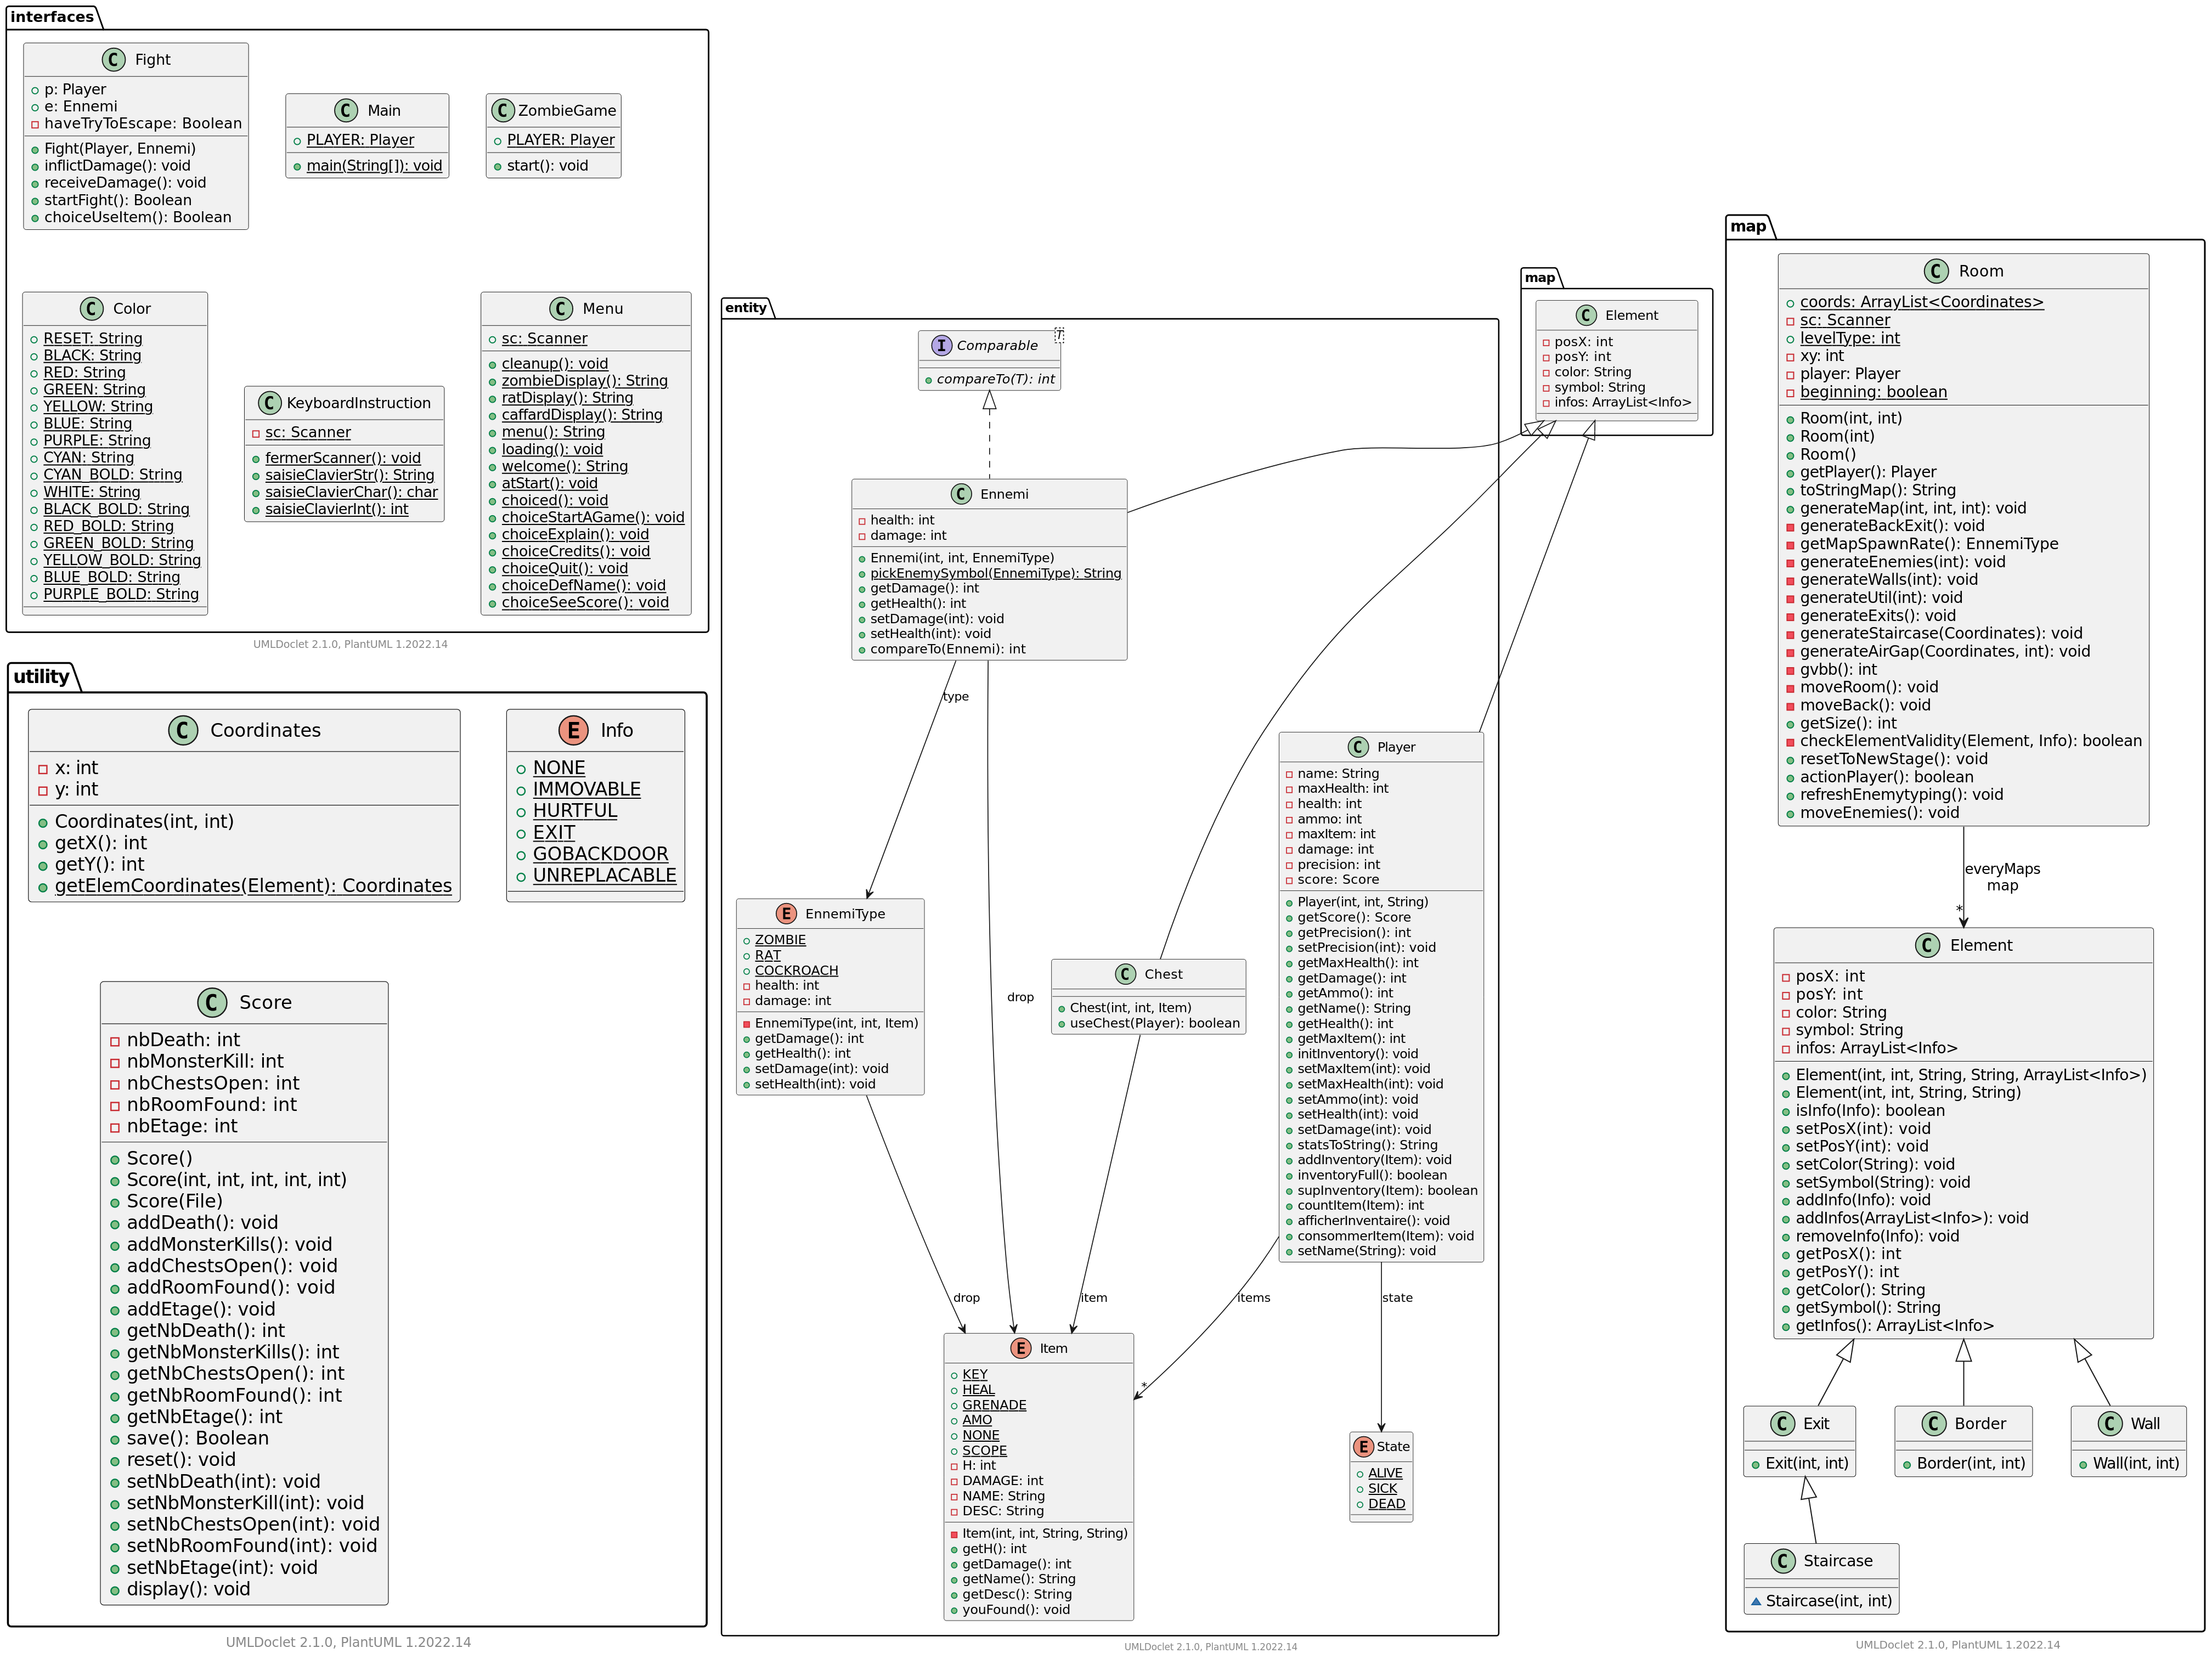 interfaces
Fight
p: Player
e: Ennemi
haveTryToEscape: Boolean
Fight(Player, Ennemi)
inflictDamage(): void
receiveDamage(): void
startFight(): Boolean
choiceUseItem(): Boolean
Main
PLAYER: Player
main(String[]): void
ZombieGame
PLAYER: Player
start(): void
Color
RESET: String
BLACK: String
RED: String
GREEN: String
YELLOW: String
BLUE: String
PURPLE: String
CYAN: String
CYAN_BOLD: String
WHITE: String
BLACK_BOLD: String
RED_BOLD: String
GREEN_BOLD: String
YELLOW_BOLD: String
BLUE_BOLD: String
PURPLE_BOLD: String
KeyboardInstruction
sc: Scanner
fermerScanner(): void
saisieClavierStr(): String
saisieClavierChar(): char
saisieClavierInt(): int
Menu
sc: Scanner
cleanup(): void
zombieDisplay(): String
ratDisplay(): String
caffardDisplay(): String
menu(): String
loading(): void
welcome(): String
atStart(): void
choiced(): void
choiceStartAGame(): void
choiceExplain(): void
choiceCredits(): void
choiceQuit(): void
choiceDefName(): void
choiceSeeScore(): void
UMLDoclet 2.1.0, PlantUML 1.2022.14
utility
Coordinates
x: int
y: int
Coordinates(int, int)
getX(): int
getY(): int
getElemCoordinates(Element): Coordinates
Info
NONE
IMMOVABLE
HURTFUL
EXIT
GOBACKDOOR
UNREPLACABLE
Score
nbDeath: int
nbMonsterKill: int
nbChestsOpen: int
nbRoomFound: int
nbEtage: int
Score()
Score(int, int, int, int, int)
Score(File)
addDeath(): void
addMonsterKills(): void
addChestsOpen(): void
addRoomFound(): void
addEtage(): void
getNbDeath(): int
getNbMonsterKills(): int
getNbChestsOpen(): int
getNbRoomFound(): int
getNbEtage(): int
save(): Boolean
reset(): void
setNbDeath(int): void
setNbMonsterKill(int): void
setNbChestsOpen(int): void
setNbRoomFound(int): void
setNbEtage(int): void
display(): void
UMLDoclet 2.1.0, PlantUML 1.2022.14
entity
Comparable
T
compareTo(T): int
Ennemi
health: int
damage: int
Ennemi(int, int, EnnemiType)
pickEnemySymbol(EnnemiType): String
getDamage(): int
getHealth(): int
setDamage(int): void
setHealth(int): void
compareTo(Ennemi): int
type
drop
EnnemiType
ZOMBIE
RAT
COCKROACH
health: int
damage: int
EnnemiType(int, int, Item)
getDamage(): int
getHealth(): int
setDamage(int): void
setHealth(int): void
Chest
Chest(int, int, Item)
useChest(Player): boolean
Player
name: String
maxHealth: int
health: int
ammo: int
maxItem: int
damage: int
precision: int
score: Score
Player(int, int, String)
getScore(): Score
getPrecision(): int
setPrecision(int): void
getMaxHealth(): int
getDamage(): int
getAmmo(): int
getName(): String
getHealth(): int
getMaxItem(): int
initInventory(): void
setMaxItem(int): void
setMaxHealth(int): void
setAmmo(int): void
setHealth(int): void
setDamage(int): void
statsToString(): String
addInventory(Item): void
inventoryFull(): boolean
supInventory(Item): boolean
countItem(Item): int
afficherInventaire(): void
consommerItem(Item): void
setName(String): void
drop
item
items
state
*
Item
KEY
HEAL
GRENADE
AMO
NONE
SCOPE
H: int
DAMAGE: int
NAME: String
DESC: String
Item(int, int, String, String)
getH(): int
getDamage(): int
getName(): String
getDesc(): String
youFound(): void
State
ALIVE
SICK
DEAD
UMLDoclet 2.1.0, PlantUML 1.2022.14
map
Element
posX: int
posY: int
color: String
symbol: String
infos: ArrayList<Info>
map
Room
coords: ArrayList<Coordinates>
sc: Scanner
levelType: int
xy: int
player: Player
beginning: boolean
Room(int, int)
Room(int)
Room()
getPlayer(): Player
toStringMap(): String
generateMap(int, int, int): void
generateBackExit(): void
getMapSpawnRate(): EnnemiType
generateEnemies(int): void
generateWalls(int): void
generateUtil(int): void
generateExits(): void
generateStaircase(Coordinates): void
generateAirGap(Coordinates, int): void
gvbb(): int
moveRoom(): void
moveBack(): void
getSize(): int
checkElementValidity(Element, Info): boolean
resetToNewStage(): void
actionPlayer(): boolean
refreshEnemytyping(): void
moveEnemies(): void
everyMaps
map
*
Element
posX: int
posY: int
color: String
symbol: String
infos: ArrayList<Info>
Element(int, int, String, String, ArrayList<Info>)
Element(int, int, String, String)
isInfo(Info): boolean
setPosX(int): void
setPosY(int): void
setColor(String): void
setSymbol(String): void
addInfo(Info): void
addInfos(ArrayList<Info>): void
removeInfo(Info): void
getPosX(): int
getPosY(): int
getColor(): String
getSymbol(): String
getInfos(): ArrayList<Info>
Exit
Exit(int, int)
Border
Border(int, int)
Wall
Wall(int, int)
Staircase
Staircase(int, int)
UMLDoclet 2.1.0, PlantUML 1.2022.14